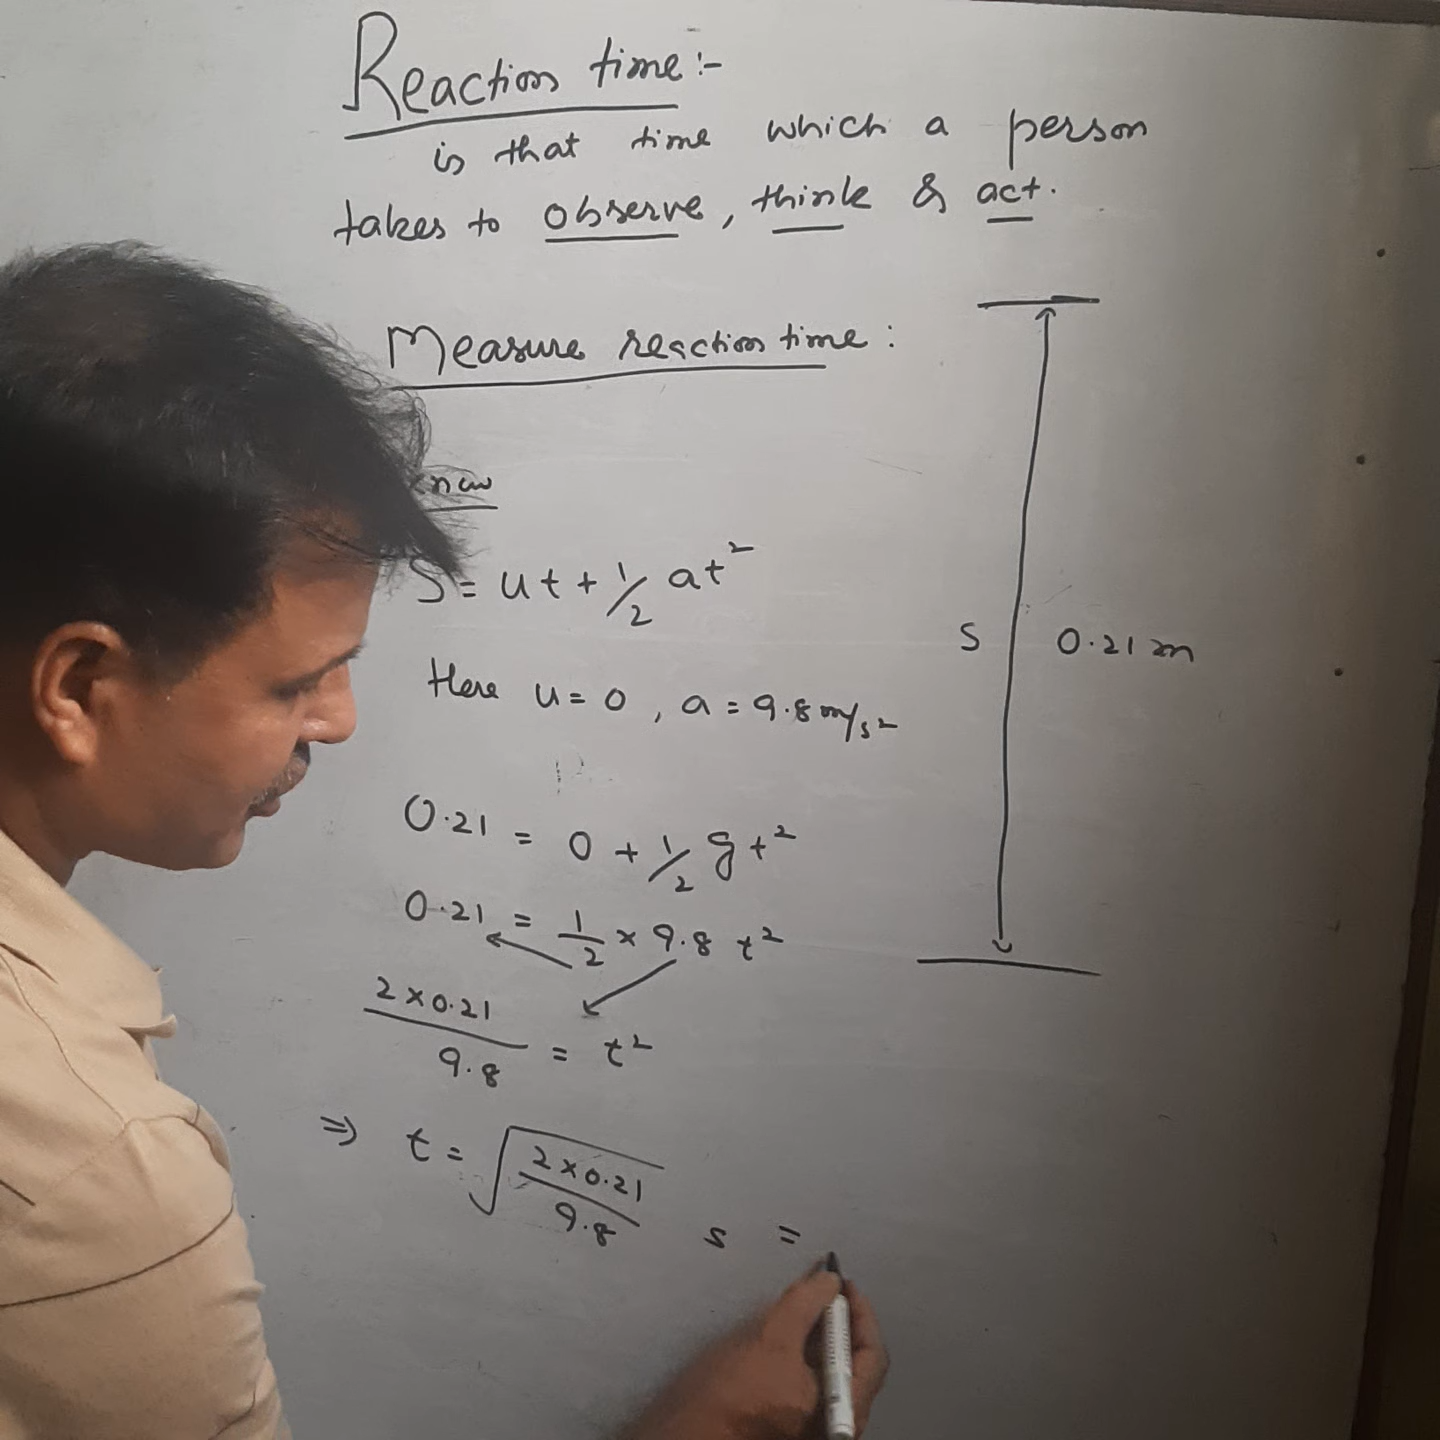 Reaction time :-
is that time which a person
takes to observe, think & act.
Measure reaction time :
S = ut + 1/2 at²
Here u = 0 , a = 9.8 m/s²
S 0.21 m
0.21 = 0 + 1/2 gt²
0.21 = 1/2 × 9.8 t²
2×0.21/9.8 = t²
⇒ t = √(2×0.21/9.8) s =